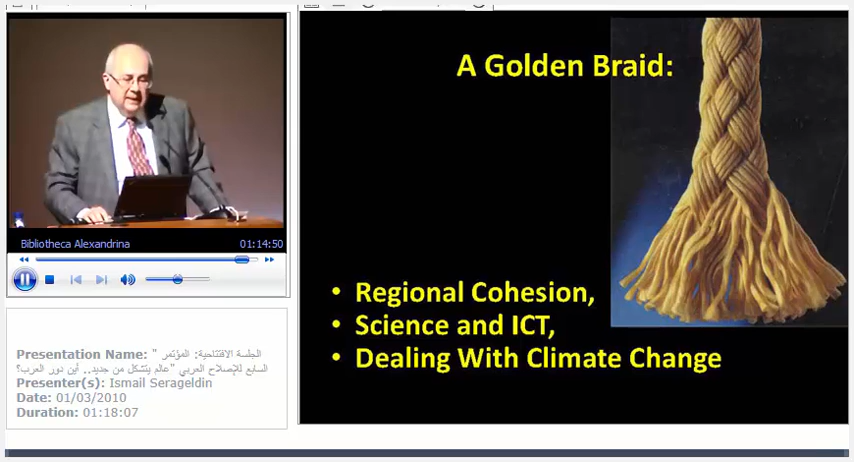 Bibliotheca Alexandrina 01:14:50
Presentation Name: الجلسة الافتتاحية: المؤتمر "
السابع للإصلاح العربي "عالم يتشكل من جديد.. أين دور العرب؟
Presenter(s): Ismail Serageldin
Date: 01/03/2010
Duration: 01:18:07
A Golden Braid:
• Regional Cohesion,
• Science and ICT,
• Dealing With Climate Change